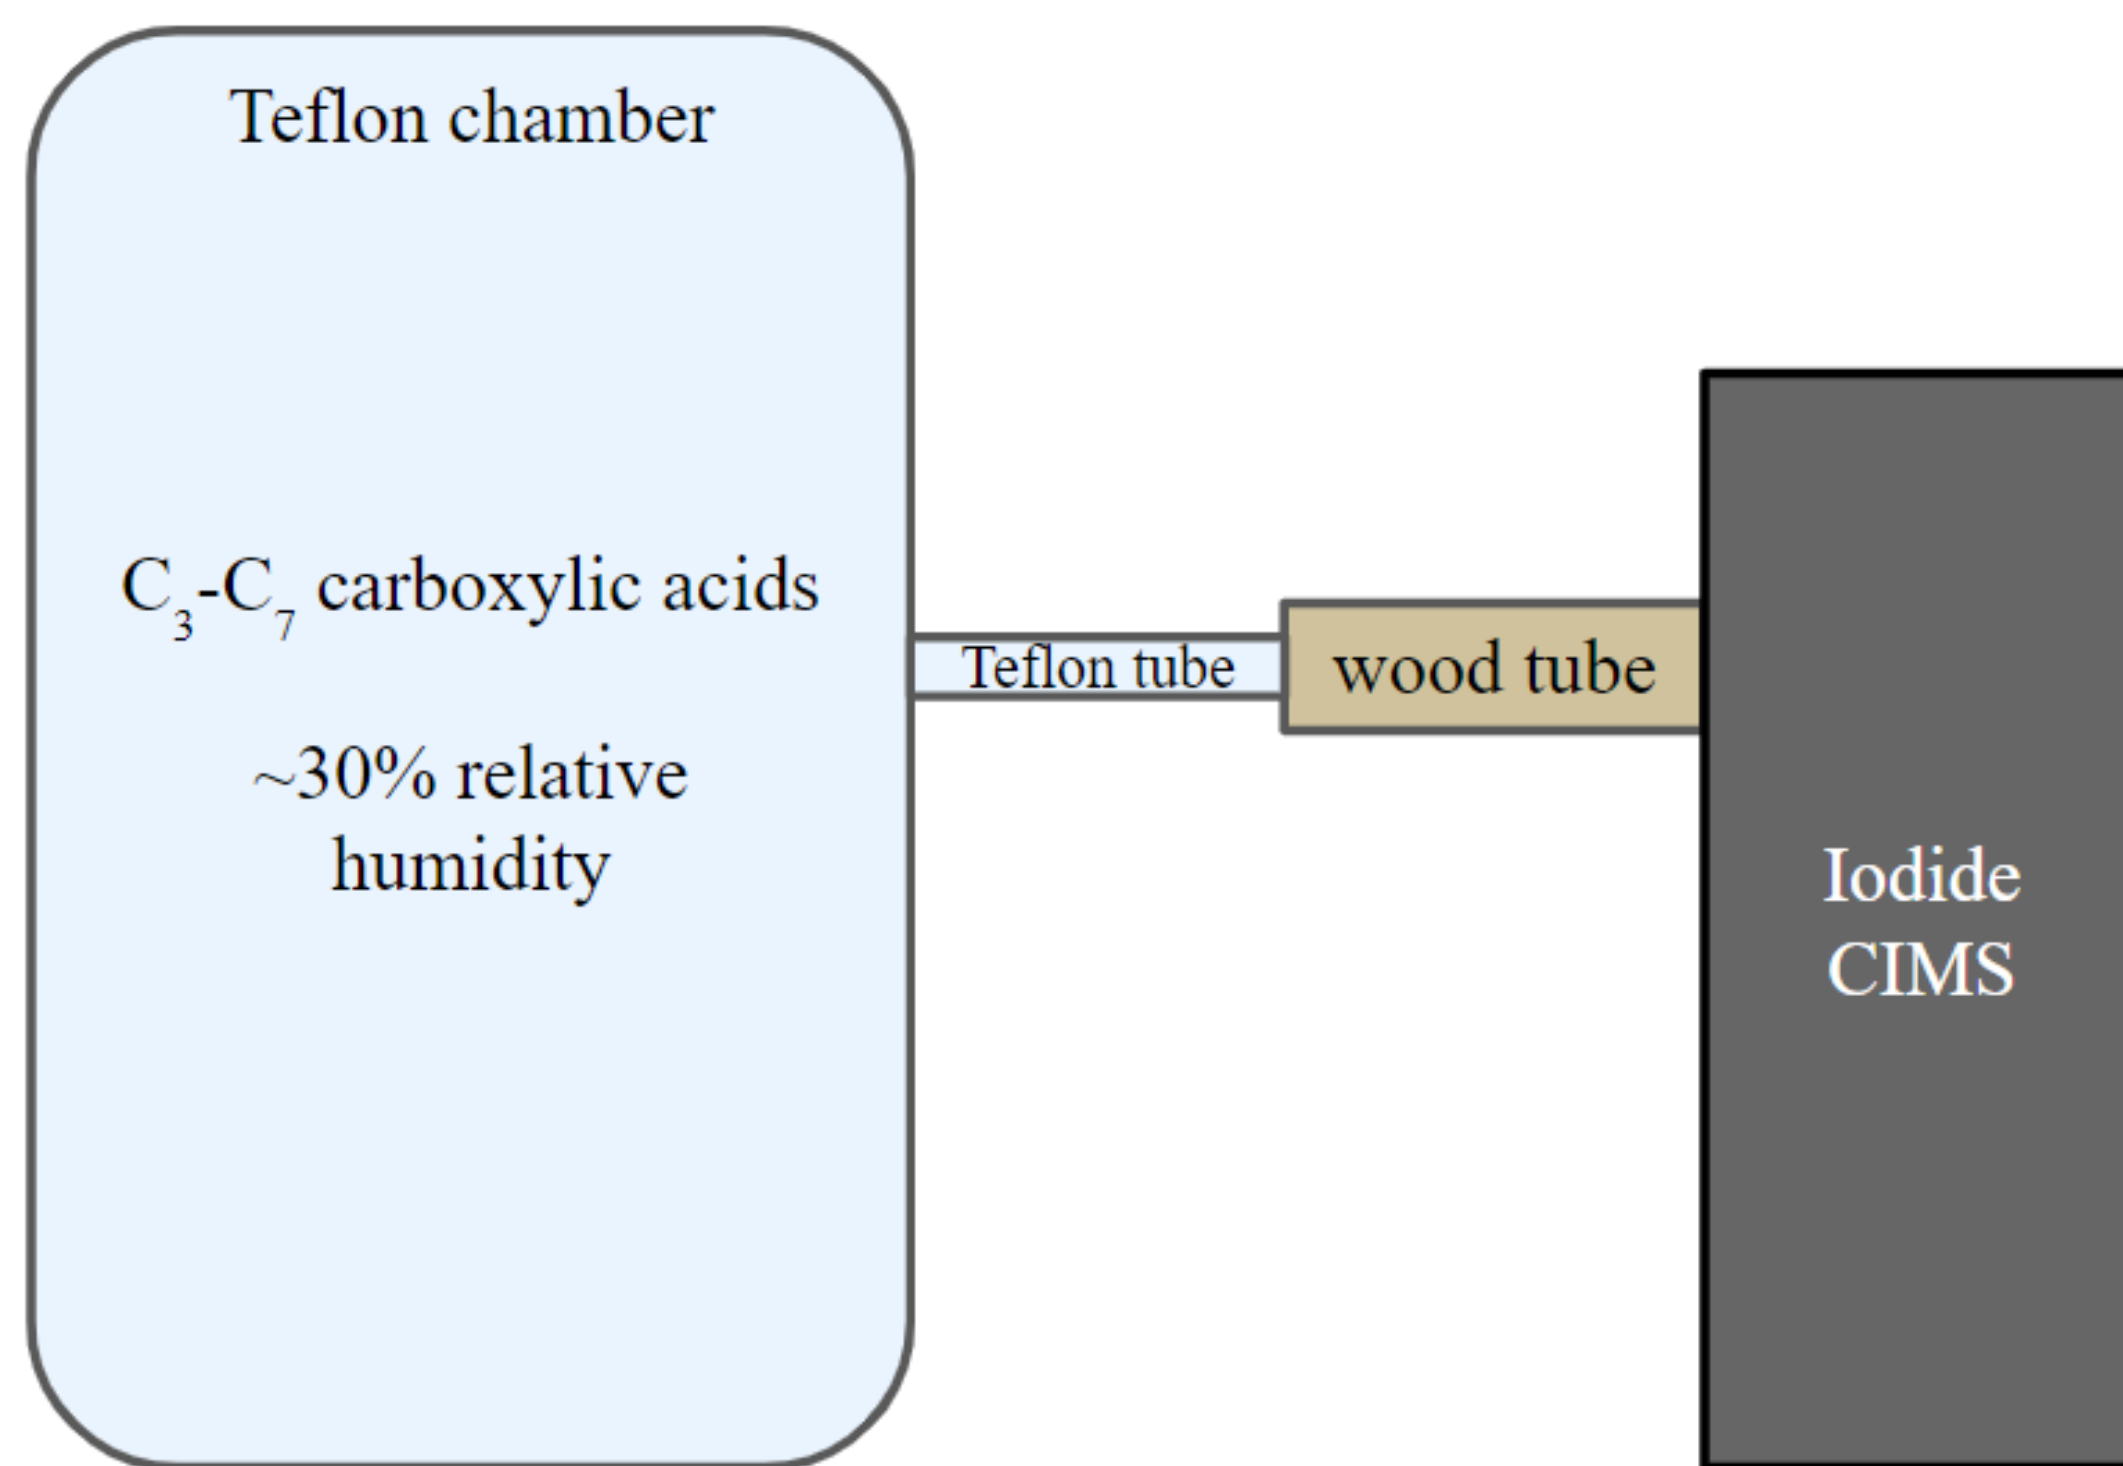 Teflon chamber
C₃-C₇ carboxylic acids
~30% relative
humidity
Teflon tube
wood tube
Iodide
CIMS